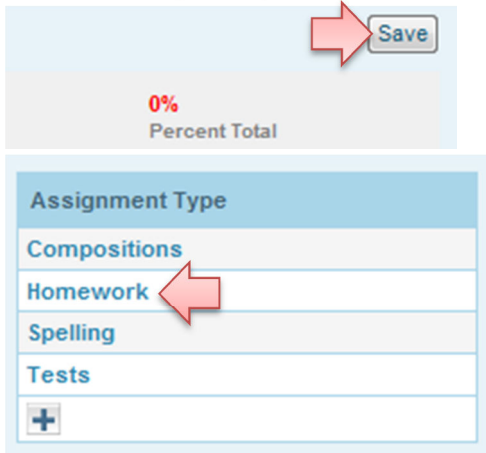 Save
0%
Percent Total
Assignment Type
Compositions
Homework
Spelling
Tests